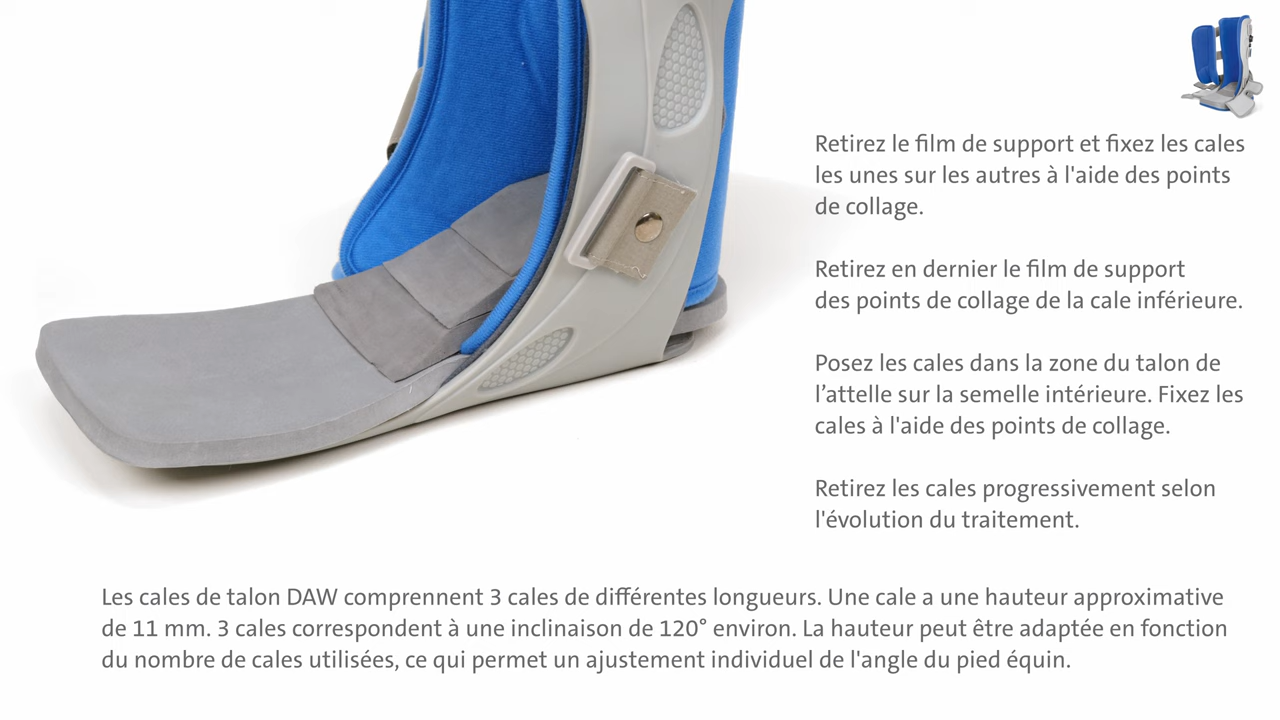 Retirez le film de support et fixez les cales
les unes sur les autres à l'aide des points
de collage.
Retirez en dernier le film de support
des points de collage de la cale inférieure.
Posez les cales dans la zone du talon de
l’attelle sur la semelle intérieure. Fixez les
cales à l'aide des points de collage.
Retirez les cales progressivement selon
l'évolution du traitement.
Les cales de talon DAW comprennent 3 cales de différentes longueurs. Une cale a une hauteur approximative
de 11 mm. 3 cales correspondent à une inclinaison de 120° environ. La hauteur peut être adaptée en fonction
du nombre de cales utilisées, ce qui permet un ajustement individuel de l'angle du pied équin.